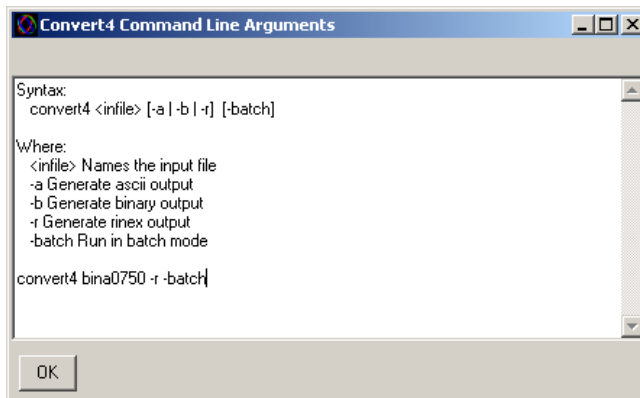 Convert4 Command Line Arguments
Syntax:
convert4 <infile> [-a | -b | -r] [-batch]
Where:
<infile> Names the input file
-a Generate ascii output
-b Generate binary output
-r Generate rinex output
-batch Run in batch mode
convert4 bina0750 -r -batch
OK